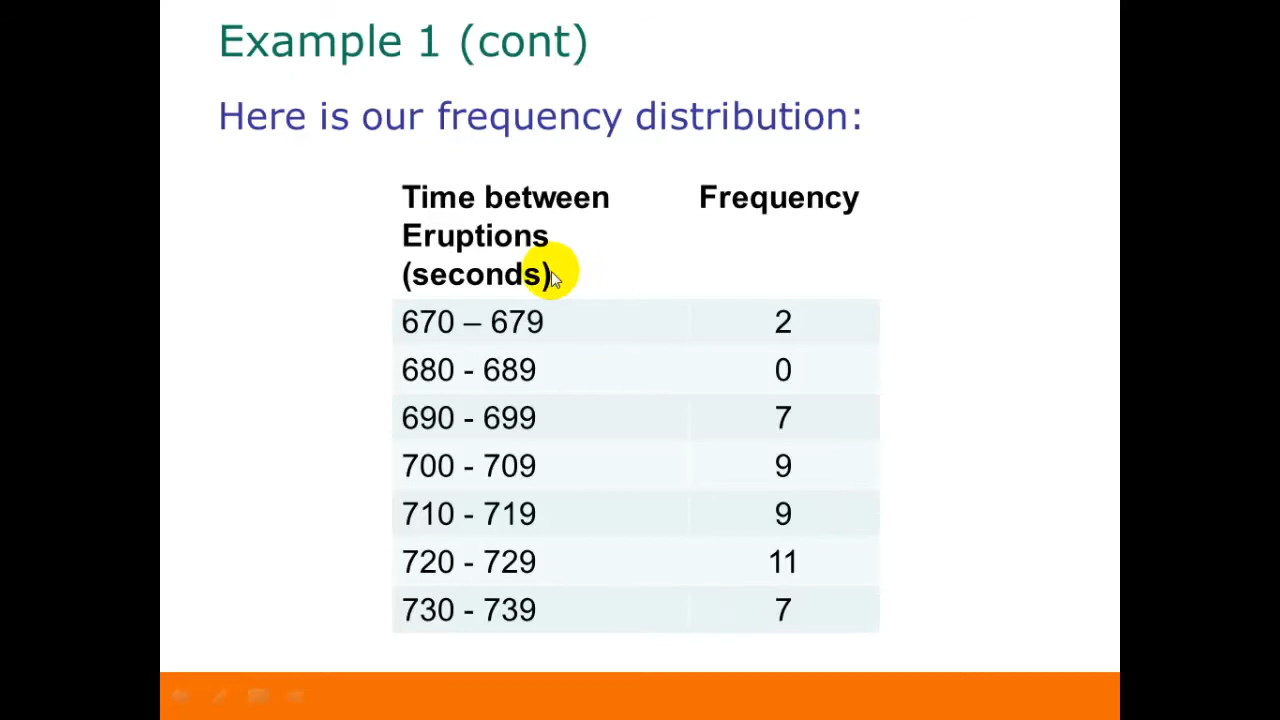 Example 1 (cont)
Here is our frequency distribution:
Time between Eruptions (seconds) Frequency
670 – 679 2
680 - 689 0
690 - 699 7
700 - 709 9
710 - 719 9
720 - 729 11
730 - 739 7